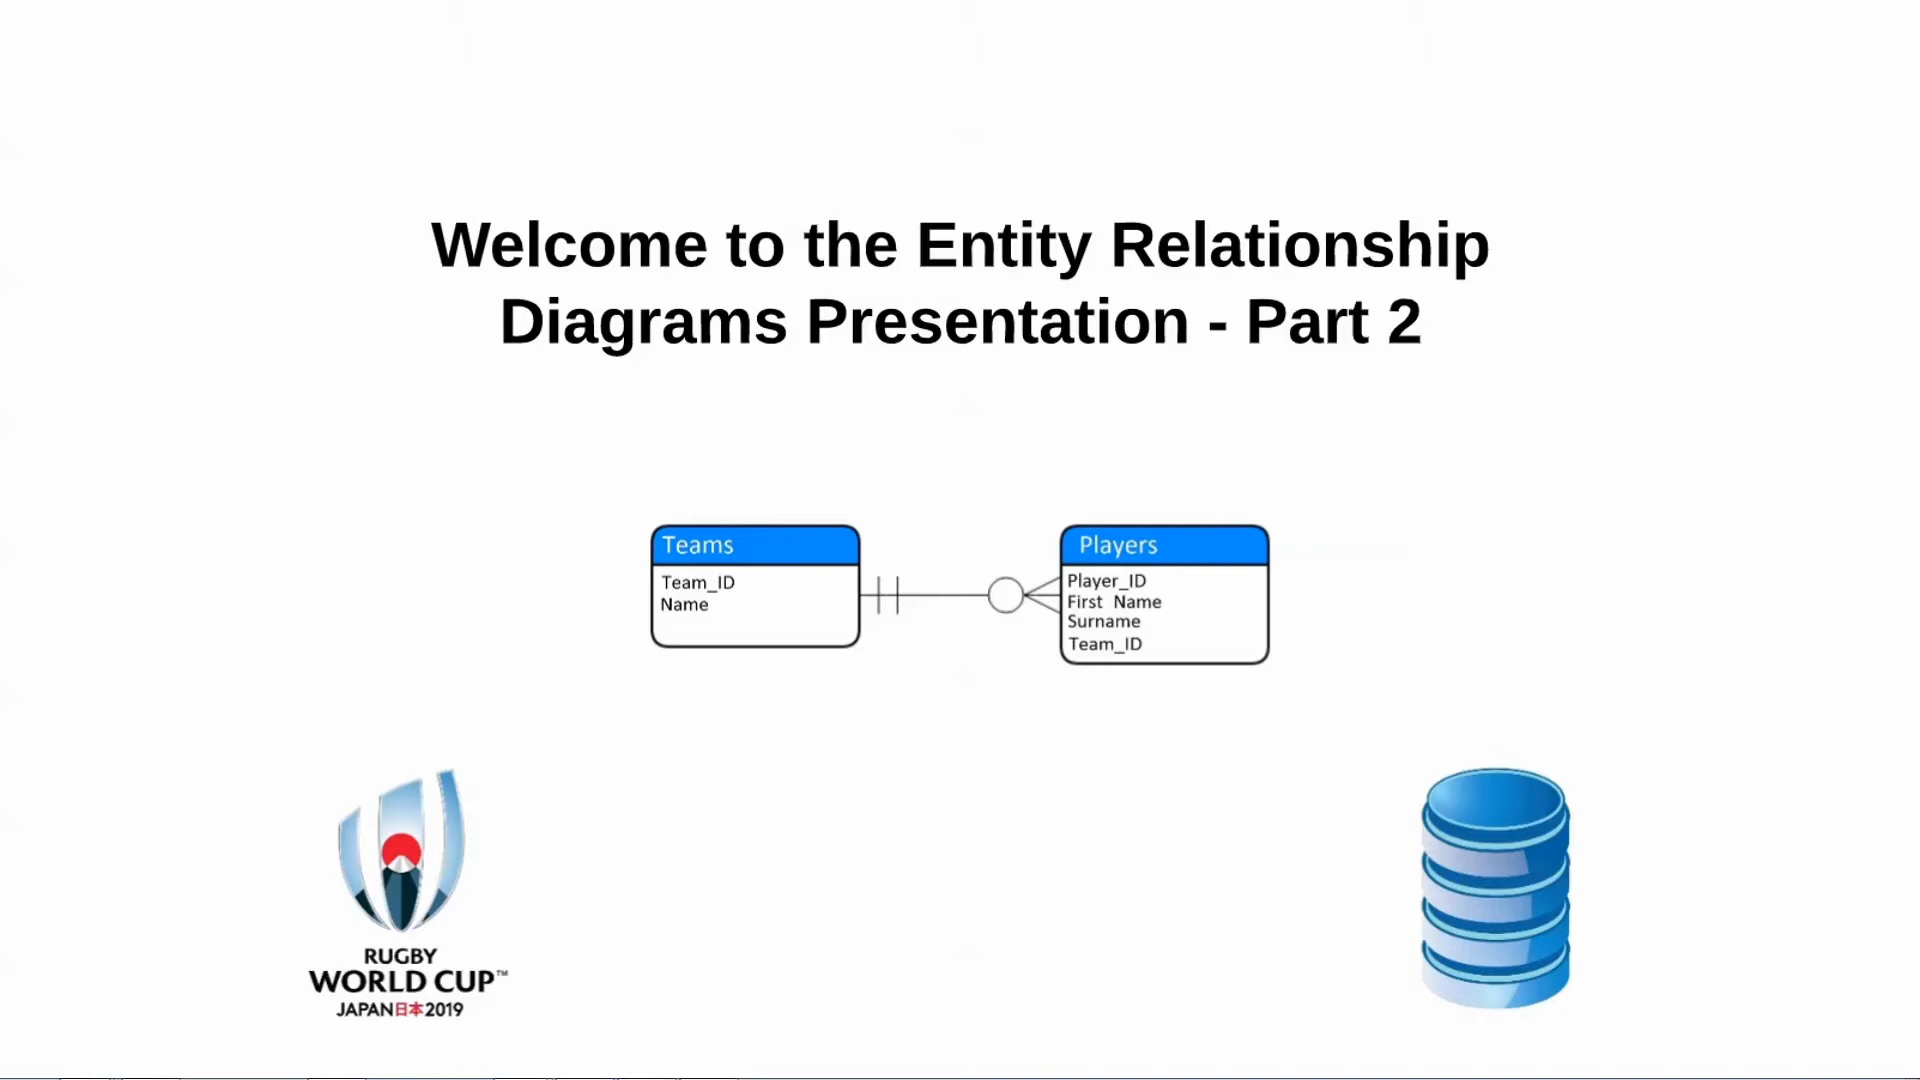 Welcome to the Entity Relationship
Diagrams Presentation - Part 2
Teams
Team_ID
Name
Players
Player_ID
First Name
Surname
Team_ID
RUGBY
WORLD CUP™
JAPAN日本2019